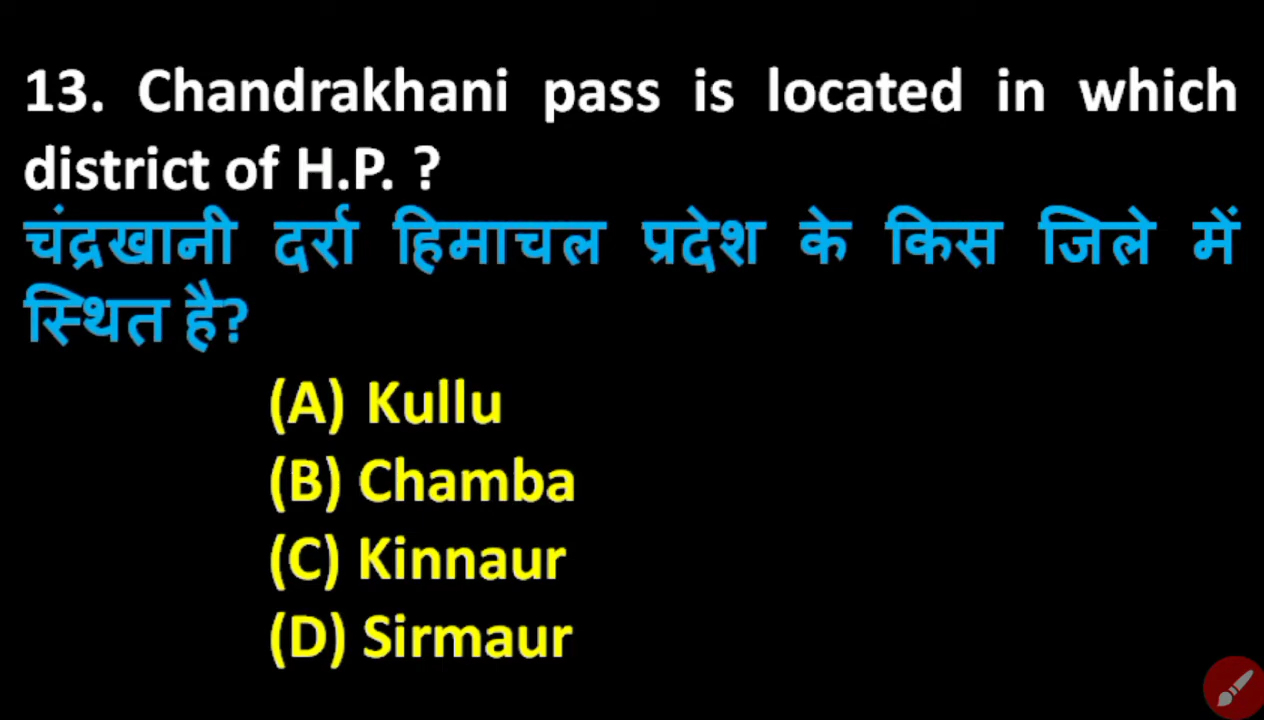 13. Chandrakhani pass is located in which
district of H.P. ?
चंद्रखानी दर्रा हिमाचल प्रदेश के किस जिले में
स्थित है?
(A) Kullu
(B) Chamba
(C) Kinnaur
(D) Sirmaur